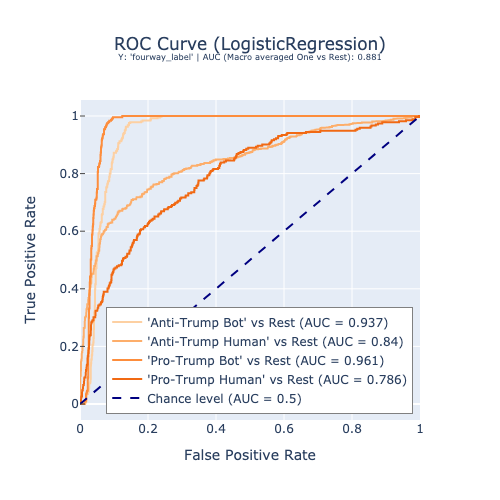 ROC Curve (LogisticRegression)
Y: 'fourway_label' | AUC (Macro averaged One vs Rest): 0.881
True Positive Rate
1
0.8
0.6
0.4
0.2
0
'Anti-Trump Bot' vs Rest (AUC = 0.937)
'Anti-Trump Human' vs Rest (AUC = 0.84)
'Pro-Trump Bot' vs Rest (AUC = 0.961)
'Pro-Trump Human' vs Rest (AUC = 0.786)
Chance level (AUC = 0.5)
0 0.2 0.4 0.6 0.8 1
False Positive Rate